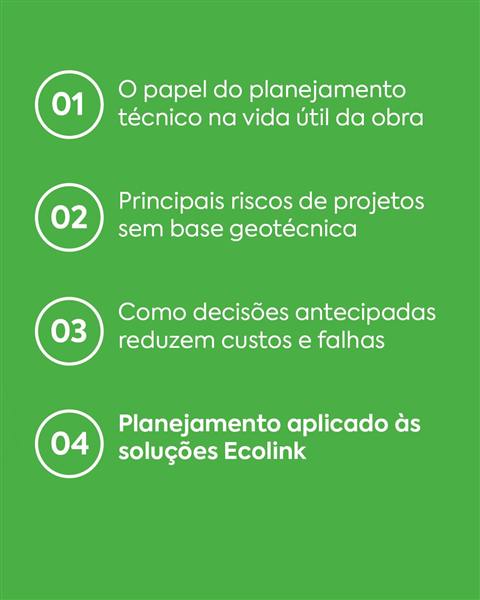 01
O papel do planejamento
técnico na vida útil da obra
02
Principais riscos de projetos
sem base geotécnica
03
Como decisões antecipadas
reduzem custos e falhas
04
Planejamento aplicado às
soluções Ecolink